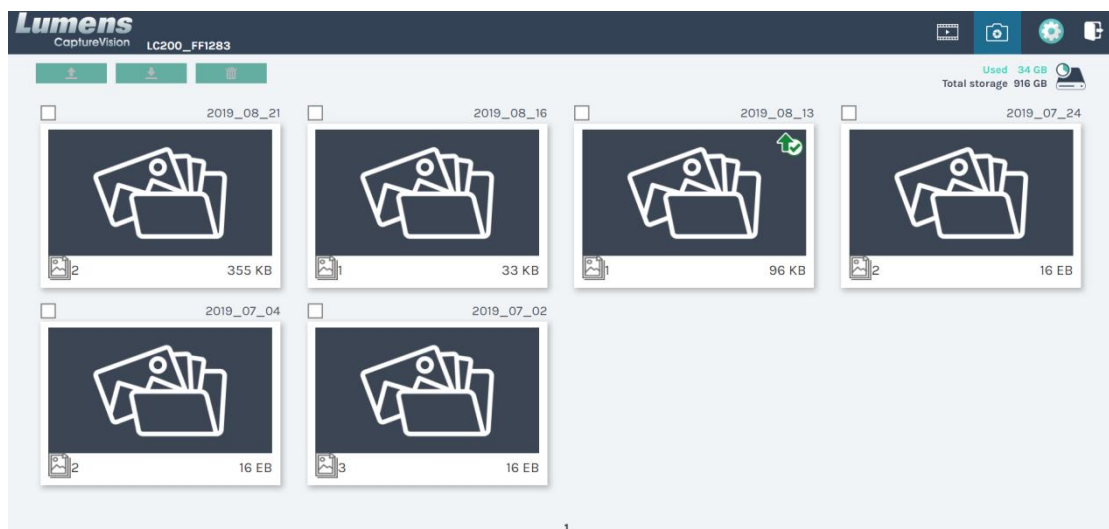 Lumens
CaptureVision LC200_FF1283
Used 34 GB
Total storage 916 GB
2019_08_21
2019_08_16
2019_08_13
2019_07_24
2 355 KB
1 33 KB
1 96 KB
2 16 EB
2019_07_04
2019_07_02
2 16 EB
3 16 EB
1